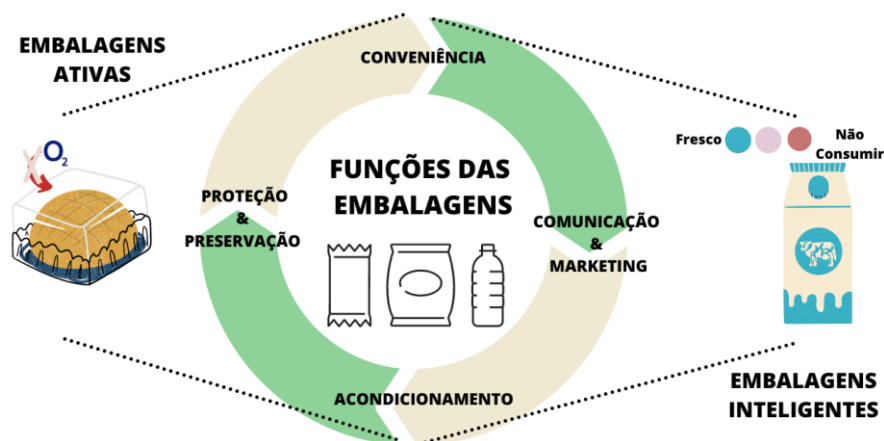 EMBALAGENS
ATIVAS
O2
CONVENIÊNCIA
FUNÇÕES DAS
EMBALAGENS
PROTEÇÃO
&
PRESERVAÇÃO
COMUNICAÇÃO
&
MARKETING
ACONDICIONAMENTO
Fresco
Não
Consumir
EMBALAGENS
INTELIGENTES